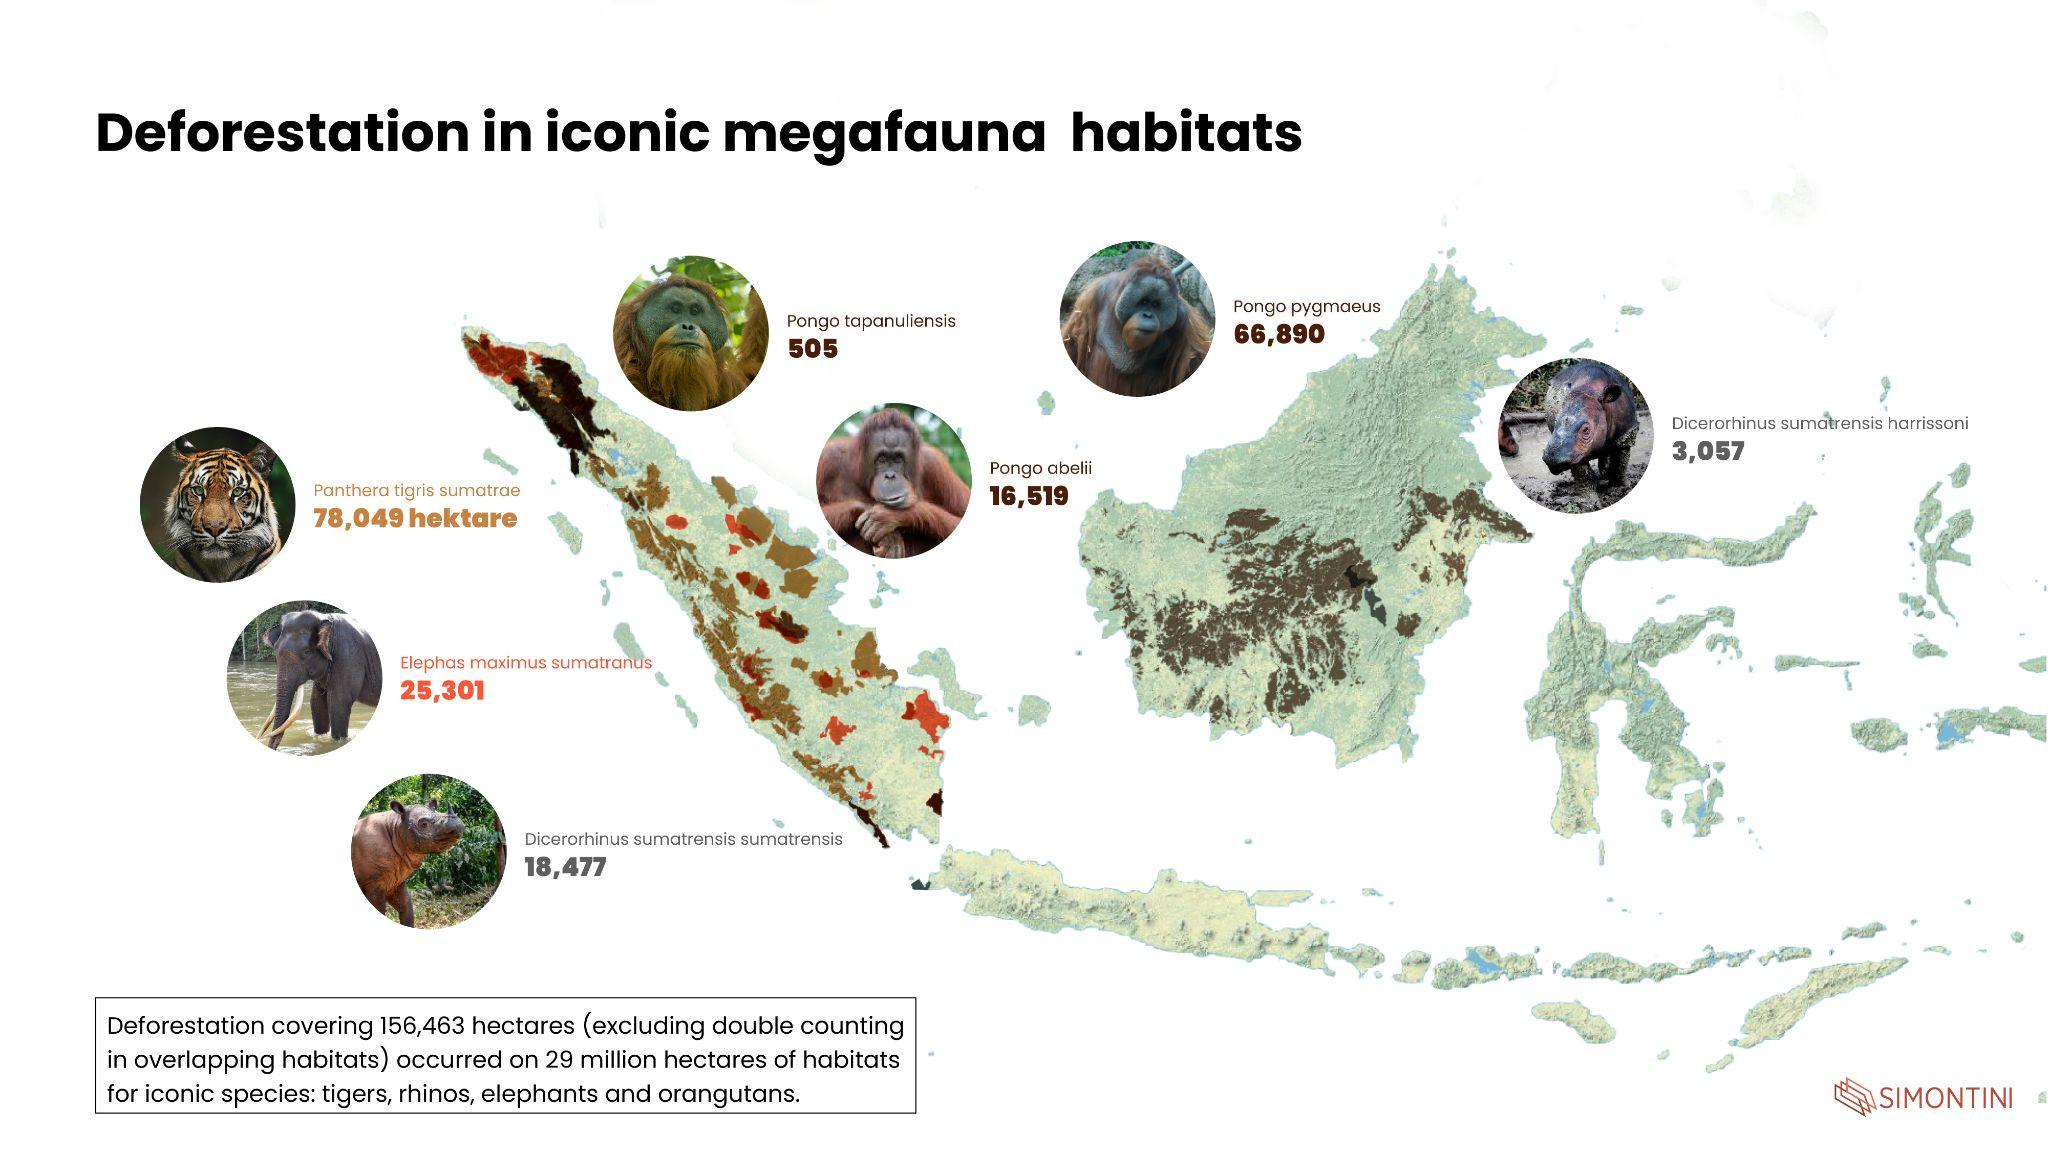 Deforestation in iconic megafauna  habitats
Pongo tapanuliensis
505
Pongo pygmaeus
66,890
Dicerorhinus sumatrensis harrissoni
3,057
Pongo abelii
16,519
Panthera tigris sumatrae
78,049 hektare
Elephas maximus sumatranus
25,301
Dicerorhinus sumatrensis sumatrensis
18,477
Deforestation covering 156,463 hectares (excluding double counting
in overlapping habitats) occurred on 29 million hectares of habitats
for iconic species: tigers, rhinos, elephants and orangutans.
SIMONTINI